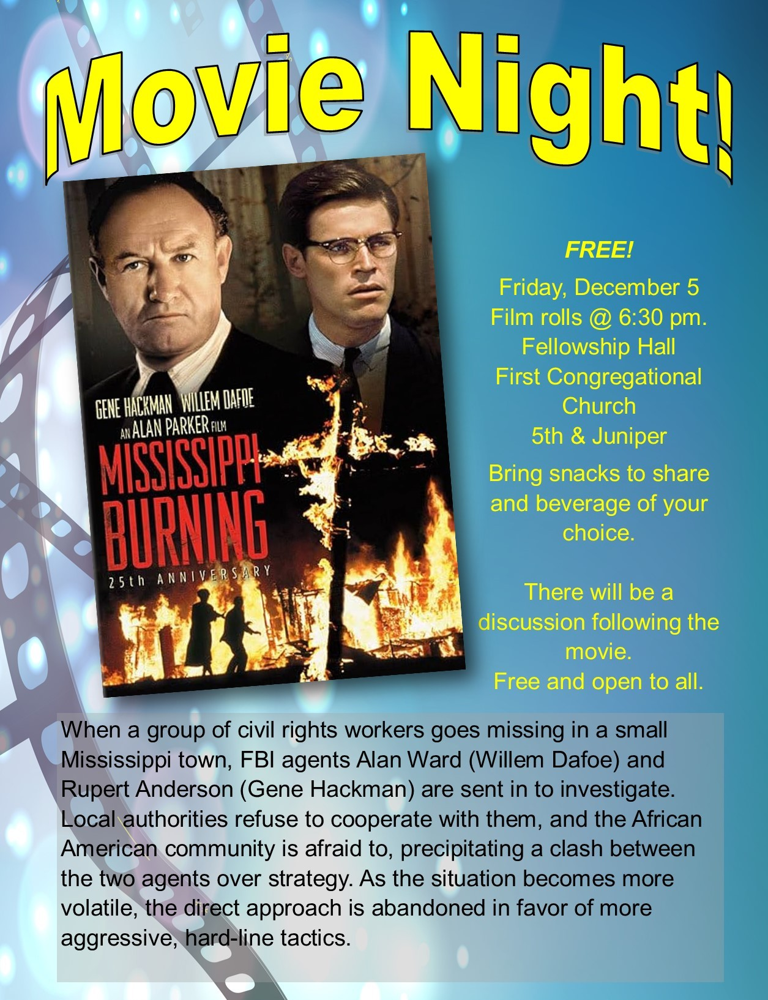 Movie Night!
GENE HACKMAN WILLEM DAFOE
AN ALAN PARKER FILM
MISSISSIPPI
BURNING
25th ANNIVERSARY
FREE!
Friday, December 5
Film rolls @ 6:30 pm.
Fellowship Hall
First Congregational
Church
5th & Juniper
Bring snacks to share
and beverage of your
choice.
There will be a
discussion following the
movie.
Free and open to all.
When a group of civil rights workers goes missing in a small
Mississippi town, FBI agents Alan Ward (Willem Dafoe) and
Rupert Anderson (Gene Hackman) are sent in to investigate.
Local authorities refuse to cooperate with them, and the African
American community is afraid to, precipitating a clash between
the two agents over strategy. As the situation becomes more
volatile, the direct approach is abandoned in favor of more
aggressive, hard-line tactics.